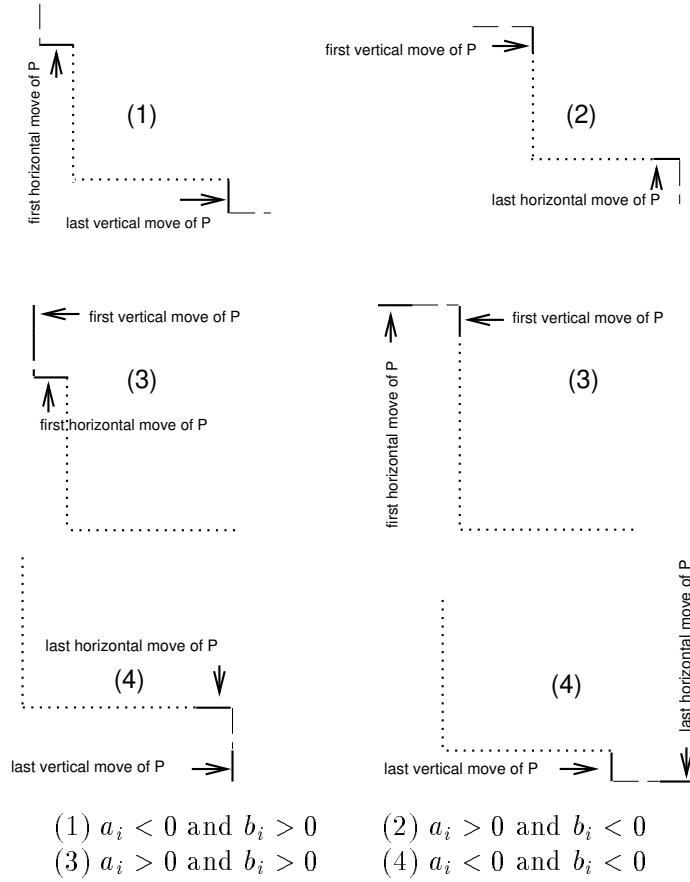 first horizontal move of P
(1)
last vertical move of P
first vertical move of P
(2)
last horizontal move of P
first vertical move of P
(3)
first horizontal move of P
first vertical move of P
(3)
first horizontal move of P
last horizontal move of P
(4)
last vertical move of P
last horizontal move of P
(4)
last vertical move of P
(1) a_i < 0 and b_i > 0 (2) a_i > 0 and b_i < 0
(3) a_i > 0 and b_i > 0 (4) a_i < 0 and b_i < 0